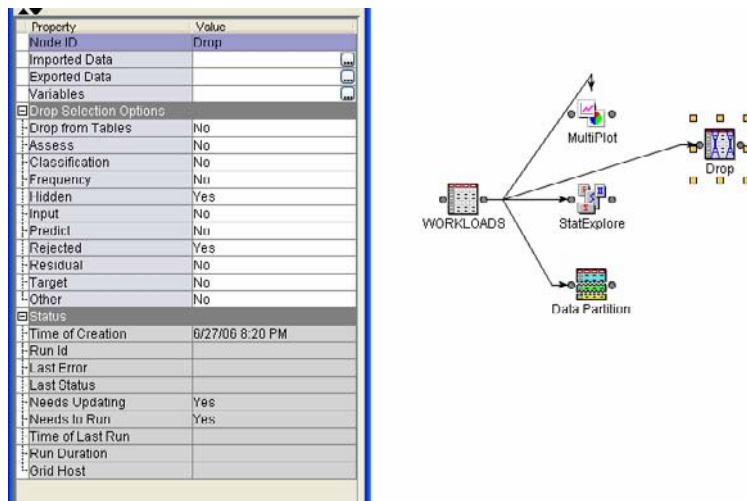 Property Value
Node ID Drop
Imported Data ...
Exported Data ...
Variables ...
Drop Selection Options
Drop from Tables No
Assess No
Classification No
Frequency No
Hidden Yes
Input No
Predict No
Rejected Yes
Residual No
Target No
Other No
Status
Time of Creation 6/27/06 8:20 PM
Run Id
Last Error
Last Status
Needs Updating Yes
Needs to Run Yes
Time of Last Run
Run Duration
Grid Host
MultiPlot
Drop
WORKLOADS
StatExplore
Data Partition